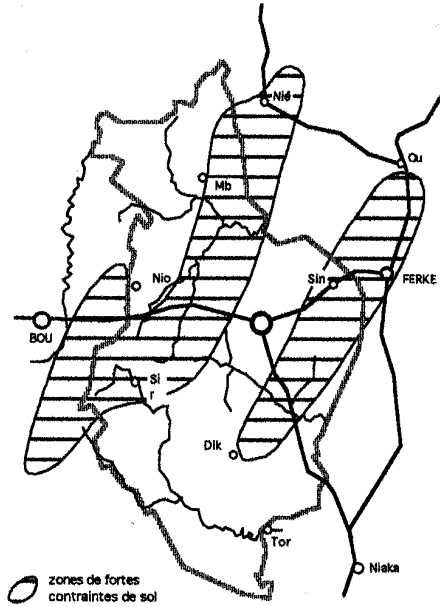 Nié
Ou
Mb
Nio
Sin
FERKE
BOU
Si
r
Dik
Tor
Niaka
zones de fortes
contraintes de sol